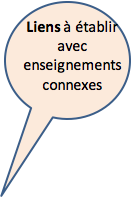 Liens à établir
avec
enseignements
connexes